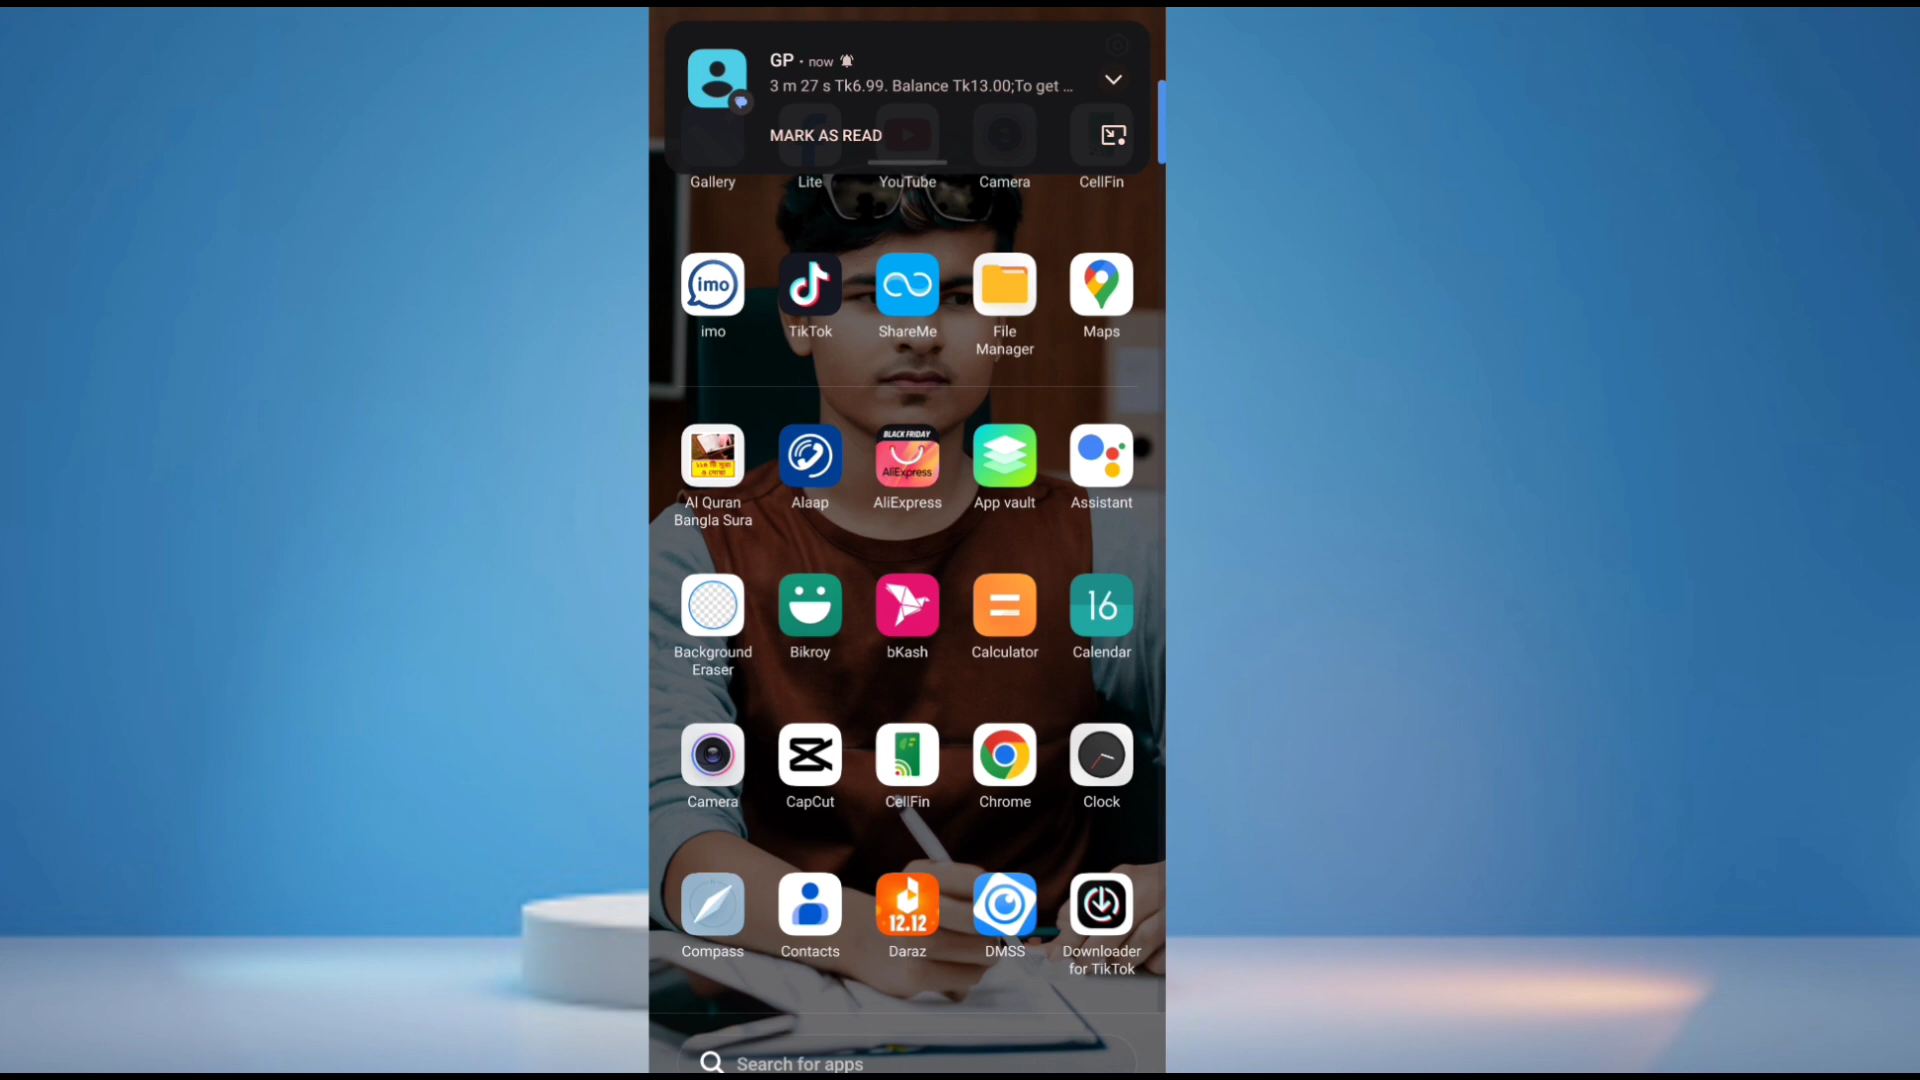 GP · now
3 m 27 s Tk6.99. Balance Tk13.00;To get ...
MARK AS READ
Gallery
Lite
YouTube
Camera
CellFin
imo
imo
TikTok
ShareMe
File
Manager
Maps
BLACK FRIDAY
AliExpress
Al Quran
Bangla Sura
Alaap
AliExpress
App vault
Assistant
16
Background
Eraser
Bikroy
bKash
Calculator
Calendar
Camera
CapCut
CellFin
Chrome
Clock
12.12
Compass
Contacts
Daraz
DMSS
Downloader
for TikTok
Search for apps